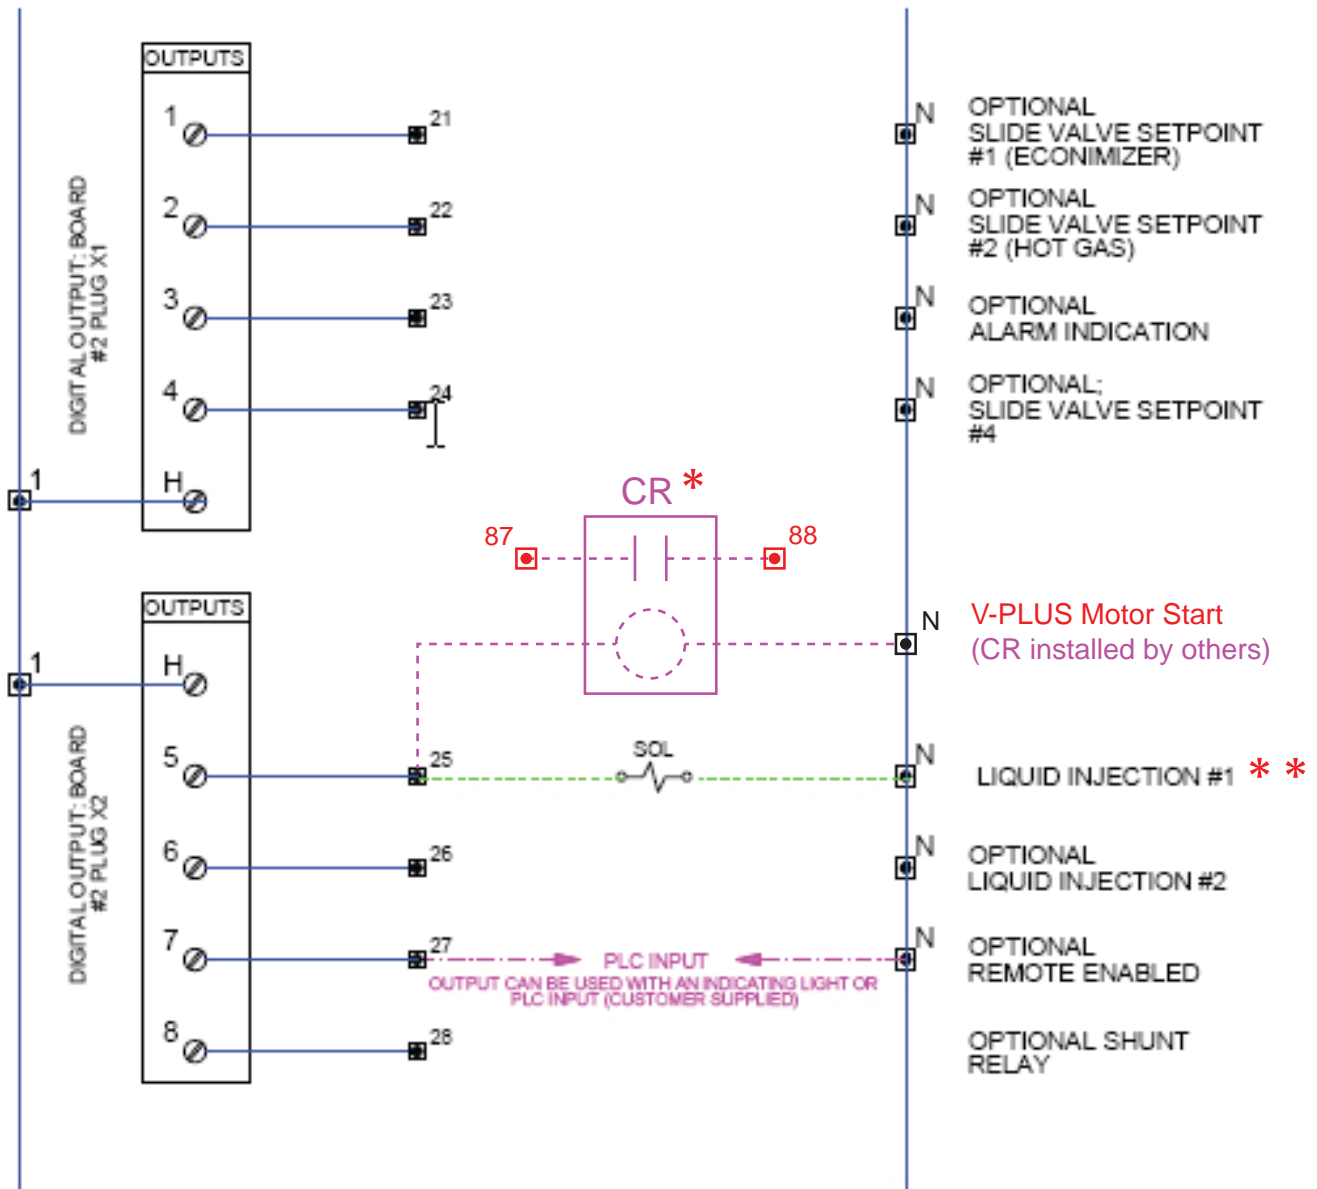 OUTPUTS
DIGITAL OUTPUT: BOARD
#2 PLUG X1
1
21
N
OPTIONAL
SLIDE VALVE SETPOINT
#1 (ECONIMIZER)
2
22
N
OPTIONAL
SLIDE VALVE SETPOINT
#2 (HOT GAS)
3
23
N
OPTIONAL
ALARM INDICATION
4
24
N
OPTIONAL;
SLIDE VALVE SETPOINT
#4
1
H
CR *
87
88
OUTPUTS
DIGITAL OUTPUT: BOARD
#2 PLUG X2
1
H
N
V-PLUS Motor Start
(CR installed by others)
5
25
SOL
N
LIQUID INJECTION #1 * *
6
26
N
OPTIONAL
LIQUID INJECTION #2
7
27
PLC INPUT
OUTPUT CAN BE USED WITH AN INDICATING LIGHT OR
PLC INPUT (CUSTOMER SUPPLIED)
N
OPTIONAL
REMOTE ENABLED
8
28
OPTIONAL SHUNT
RELAY